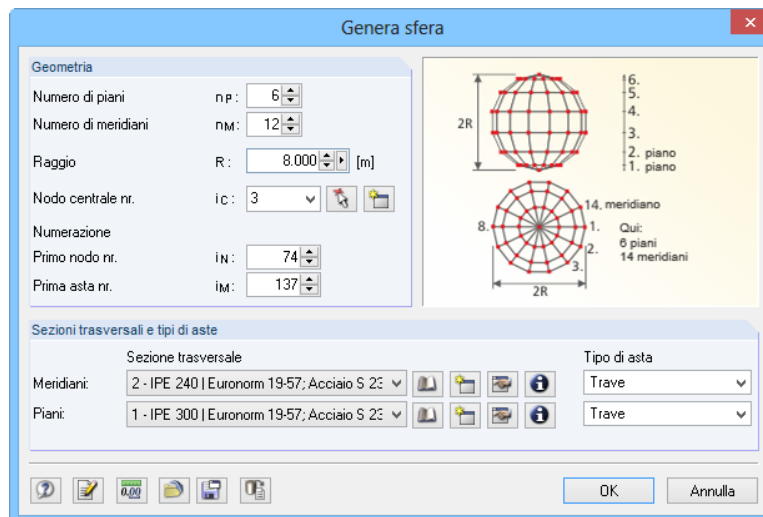 Genera sfera
Geometria
Numero di piani nP: 6
Numero di meridiani nM: 12
Raggio R: 8.000 [m]
Nodo centrale nr. iC: 3
Numerazione
Primo nodo nr. iN: 74
Prima asta nr. iM: 137
2R
6.
5.
4.
3.
2. piano
1. piano
14. meridiano
8.
1.
2.
3.
Qui:
6 piani
14 meridiani
2R
Sezioni trasversali e tipi di aste
Sezione trasversale Tipo di asta
Meridiani: 2 - IPE 240 | Euronorm 19-57; Acciaio S 23 Trave
Piani: 1 - IPE 300 | Euronorm 19-57; Acciaio S 23 Trave
0.00
OK Annulla